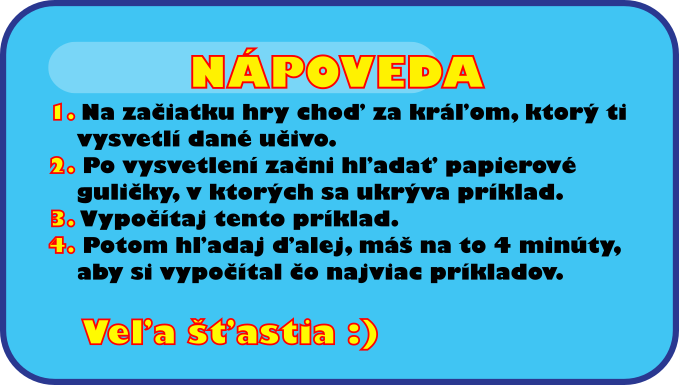 NÁPOVEDA
1. Na začiatku hry choď za kráľom, ktorý ti
vysvetlí dané učivo.
2. Po vysvetlení začni hľadať papierové
guličky, v ktorých sa ukrýva príklad.
3. Vypočítaj tento príklad.
4. Potom hľadaj ďalej, máš na to 4 minúty,
aby si vypočítal čo najviac príkladov.
Veľa šťastia :)